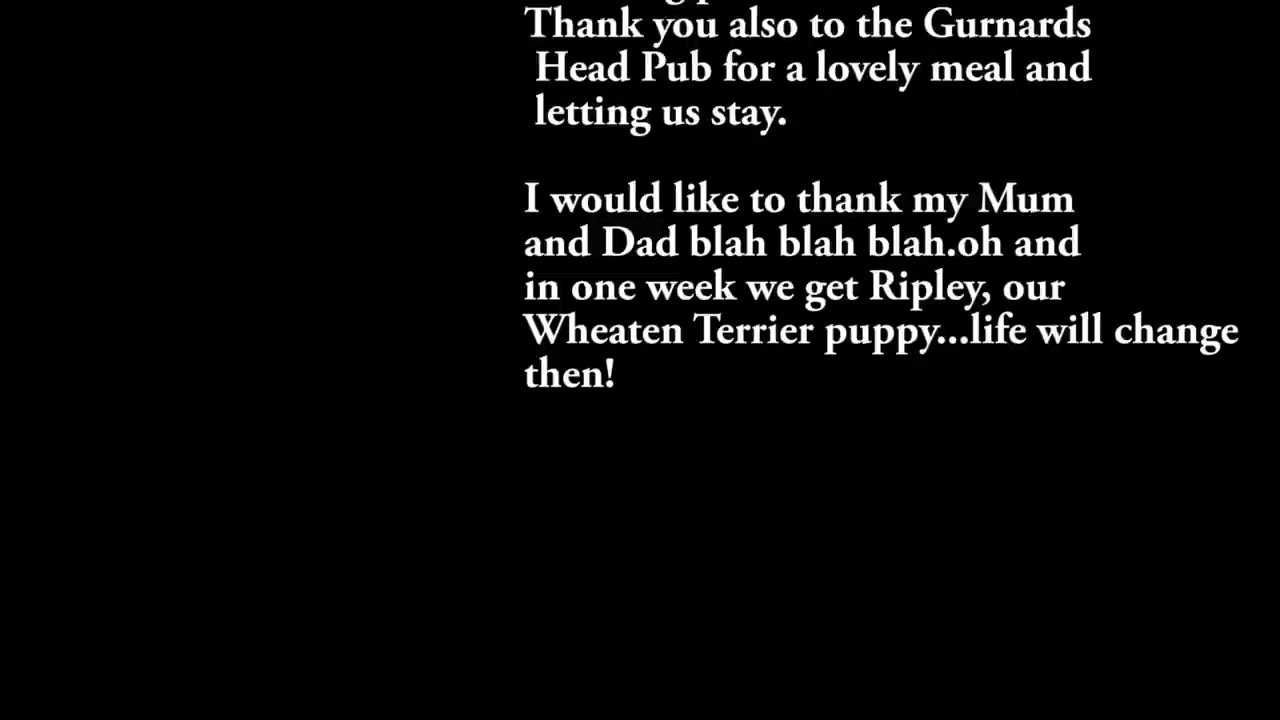 Thank you also to the Gurnards
Head Pub for a lovely meal and
letting us stay.
I would like to thank my Mum
and Dad blah blah blah.oh and
in one week we get Ripley, our
Wheaten Terrier puppy...life will change
then!